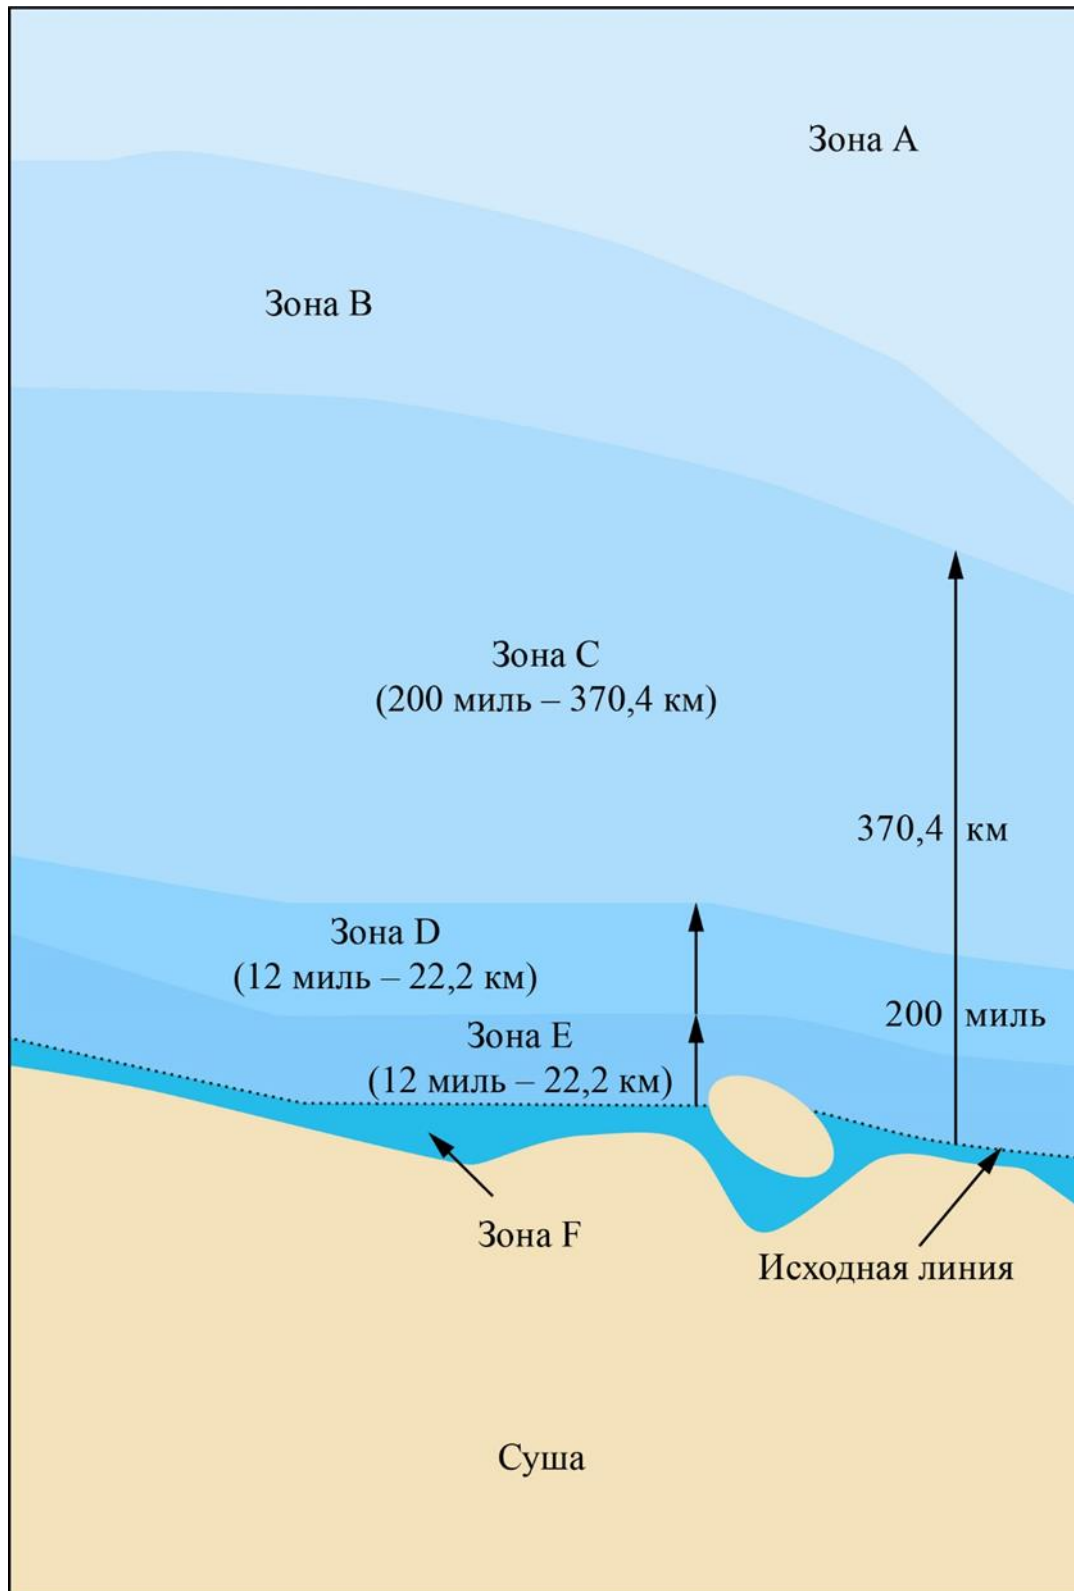 Зона A
Зона B
Зона C
(200 миль – 370,4 км)
370,4 км
Зона D
(12 миль – 22,2 км)
200 миль
Зона E
(12 миль – 22,2 км)
Зона F
Исходная линия
Суша